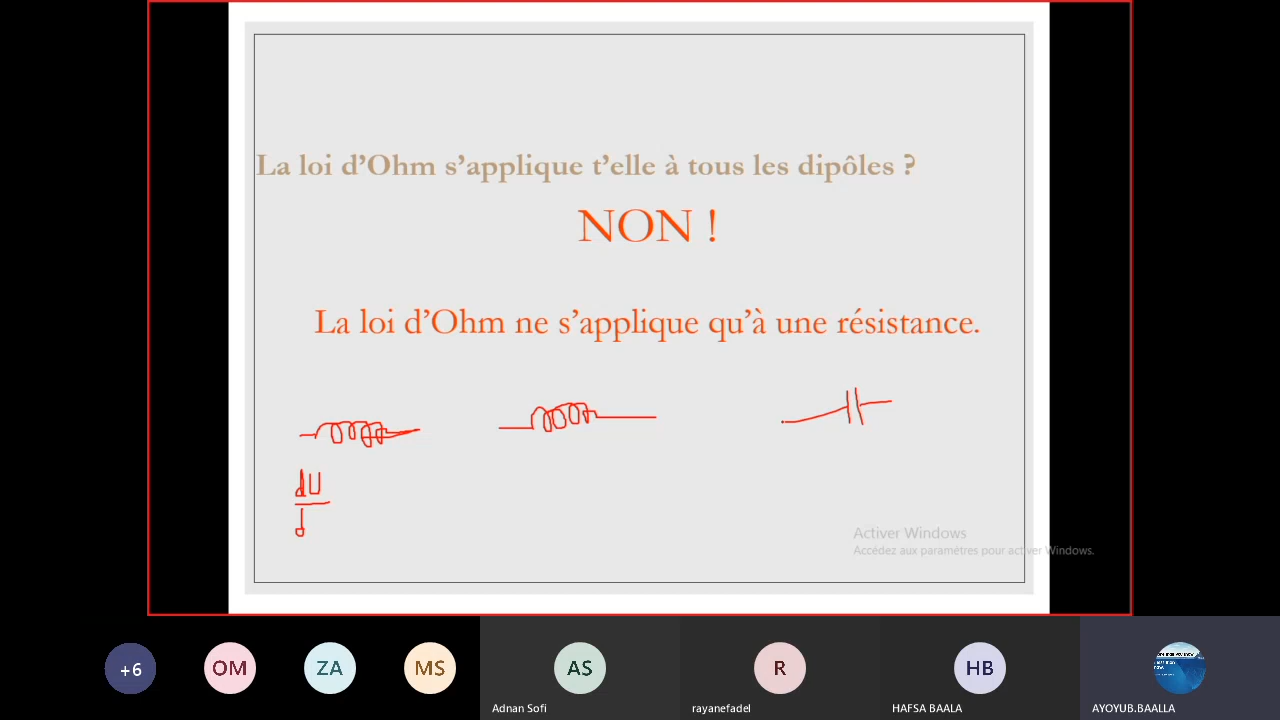 La loi d'Ohm s'applique t'elle à tous les dipôles ?
NON !
La loi d'Ohm ne s'applique qu'à une résistance.
dU
d
Activer Windows
Accédez aux paramètres pour activer Windows.
+6
OM
ZA
MS
AS
R
HB
Adnan Sofi
rayanefadel
HAFSA BAALA
AYOYUB.BAALLA